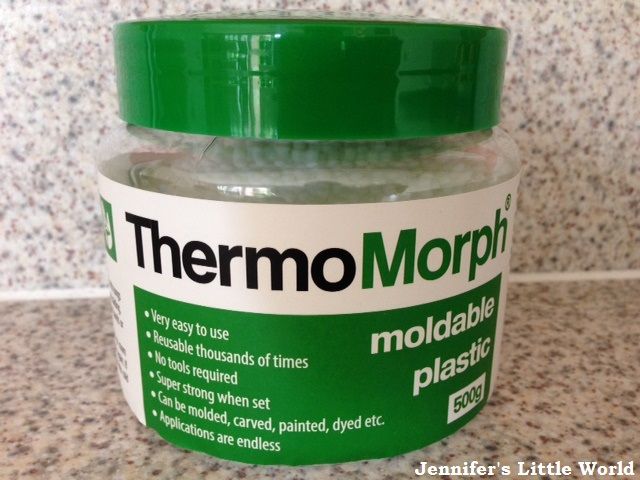 ThermoMorph®
• Very easy to use
• Reusable thousands of times
• No tools required
• Super strong when set
• Can be molded, carved, painted, dyed etc.
• Applications are endless
moldable
plastic
500g
Jennifer's Little World